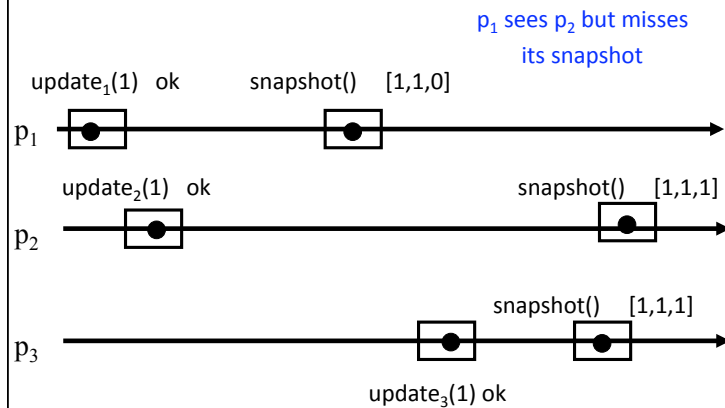 p₁ sees p₂ but misses
its snapshot
update₁(1) ok snapshot() [1,1,0]
p₁
update₂(1) ok snapshot() [1,1,1]
p₂
snapshot() [1,1,1]
p₃
update₃(1) ok